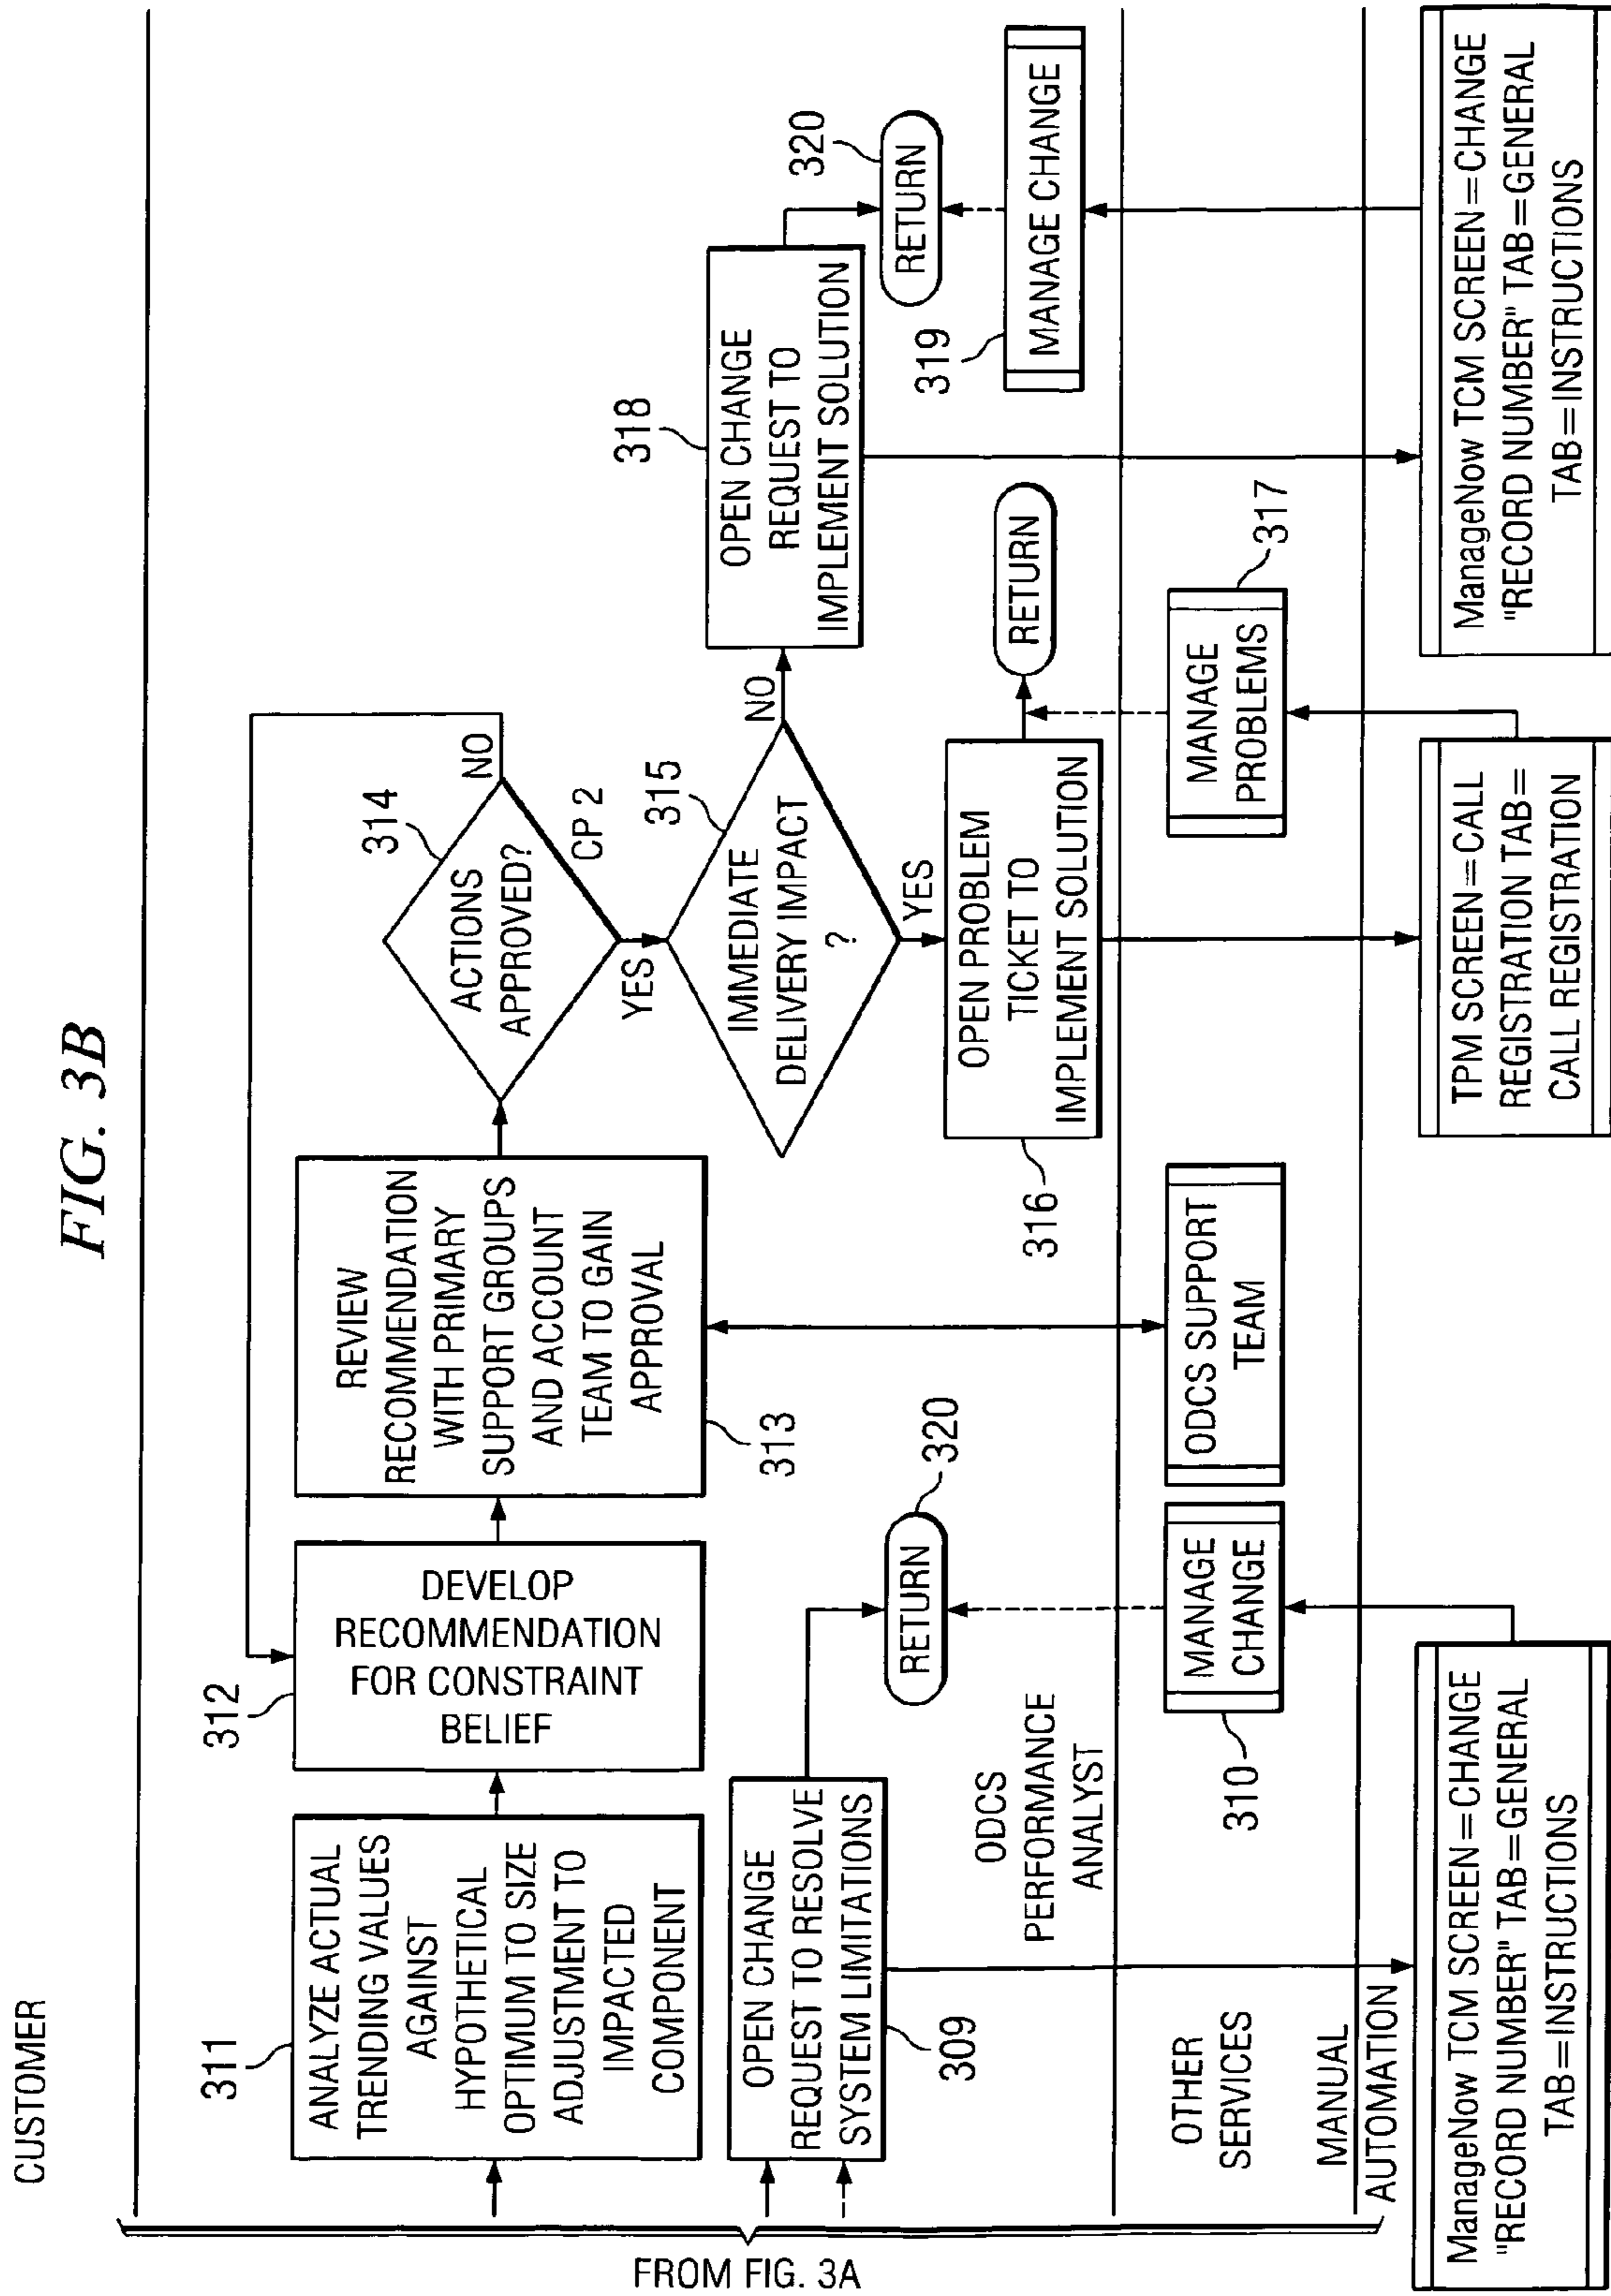 FIG. 3B
CUSTOMER
311
ANALYZE ACTUAL
TRENDING VALUES
AGAINST
HYPOTHETICAL
OPTIMUM TO SIZE
ADJUSTMENT TO
IMPACTED
COMPONENT
312
DEVELOP
RECOMMENDATION
FOR CONSTRAINT
BELIEF
REVIEW
RECOMMENDATION
WITH PRIMARY
SUPPORT GROUPS
AND ACCOUNT
TEAM TO GAIN
APPROVAL
313
314
ACTIONS
APPROVED?
NO
CP 2
YES
315
IMMEDIATE
DELIVERY IMPACT
?
NO
YES
318
OPEN CHANGE
REQUEST TO
IMPLEMENT SOLUTION
320
RETURN
319
MANAGE CHANGE
OPEN PROBLEM
TICKET TO
IMPLEMENT SOLUTION
316
RETURN
OPEN CHANGE
REQUEST TO RESOLVE
SYSTEM LIMITATIONS
309
320
RETURN
ODCS
PERFORMANCE
ANALYST
OTHER
SERVICES
MANAGE
CHANGE
310
ODCS SUPPORT
TEAM
MANAGE
PROBLEMS
317
MANUAL
AUTOMATION
ManageNow TCM SCREEN=CHANGE
"RECORD NUMBER" TAB=GENERAL
TAB=INSTRUCTIONS
TPM SCREEN=CALL
REGISTRATION TAB=
CALL REGISTRATION
ManageNow TCM SCREEN=CHANGE
"RECORD NUMBER" TAB=GENERAL
TAB=INSTRUCTIONS
FROM FIG. 3A